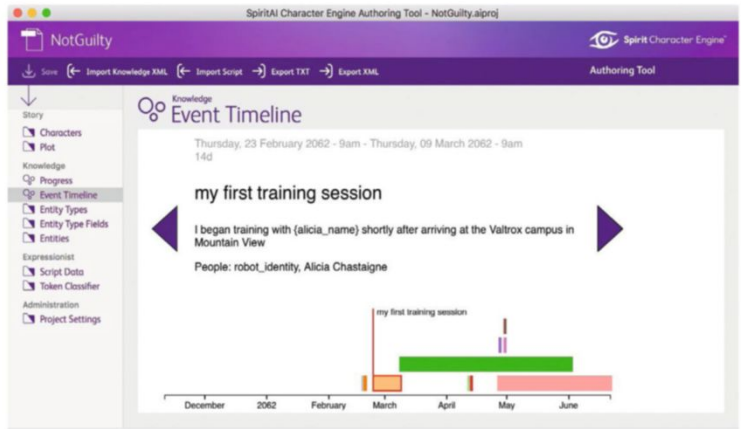 SpiritAI Character Engine Authoring Tool - NotGuilty.aiproj
NotGuilty
Spirit Character Engine
Save
Import Knowledge XML
Import Script
Export TXT
Export XML
Authoring Tool
Story
Characters
Plot
Knowledge
Progress
Event Timeline
Entity Types
Entity Type Fields
Entities
Expressionist
Script Data
Token Classifier
Administration
Project Settings
Knowledge
Event Timeline
Thursday, 23 February 2062 - 9am - Thursday, 09 March 2062 - 9am
14d
my first training session
I began training with {alicia_name} shortly after arriving at the Valtrox campus in
Mountain View
People: robot_identity, Alicia Chastaigne
my first training session
December 2062 February March April May June